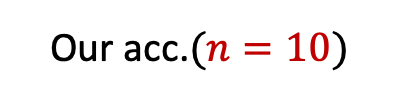 Our acc.(n = 10)